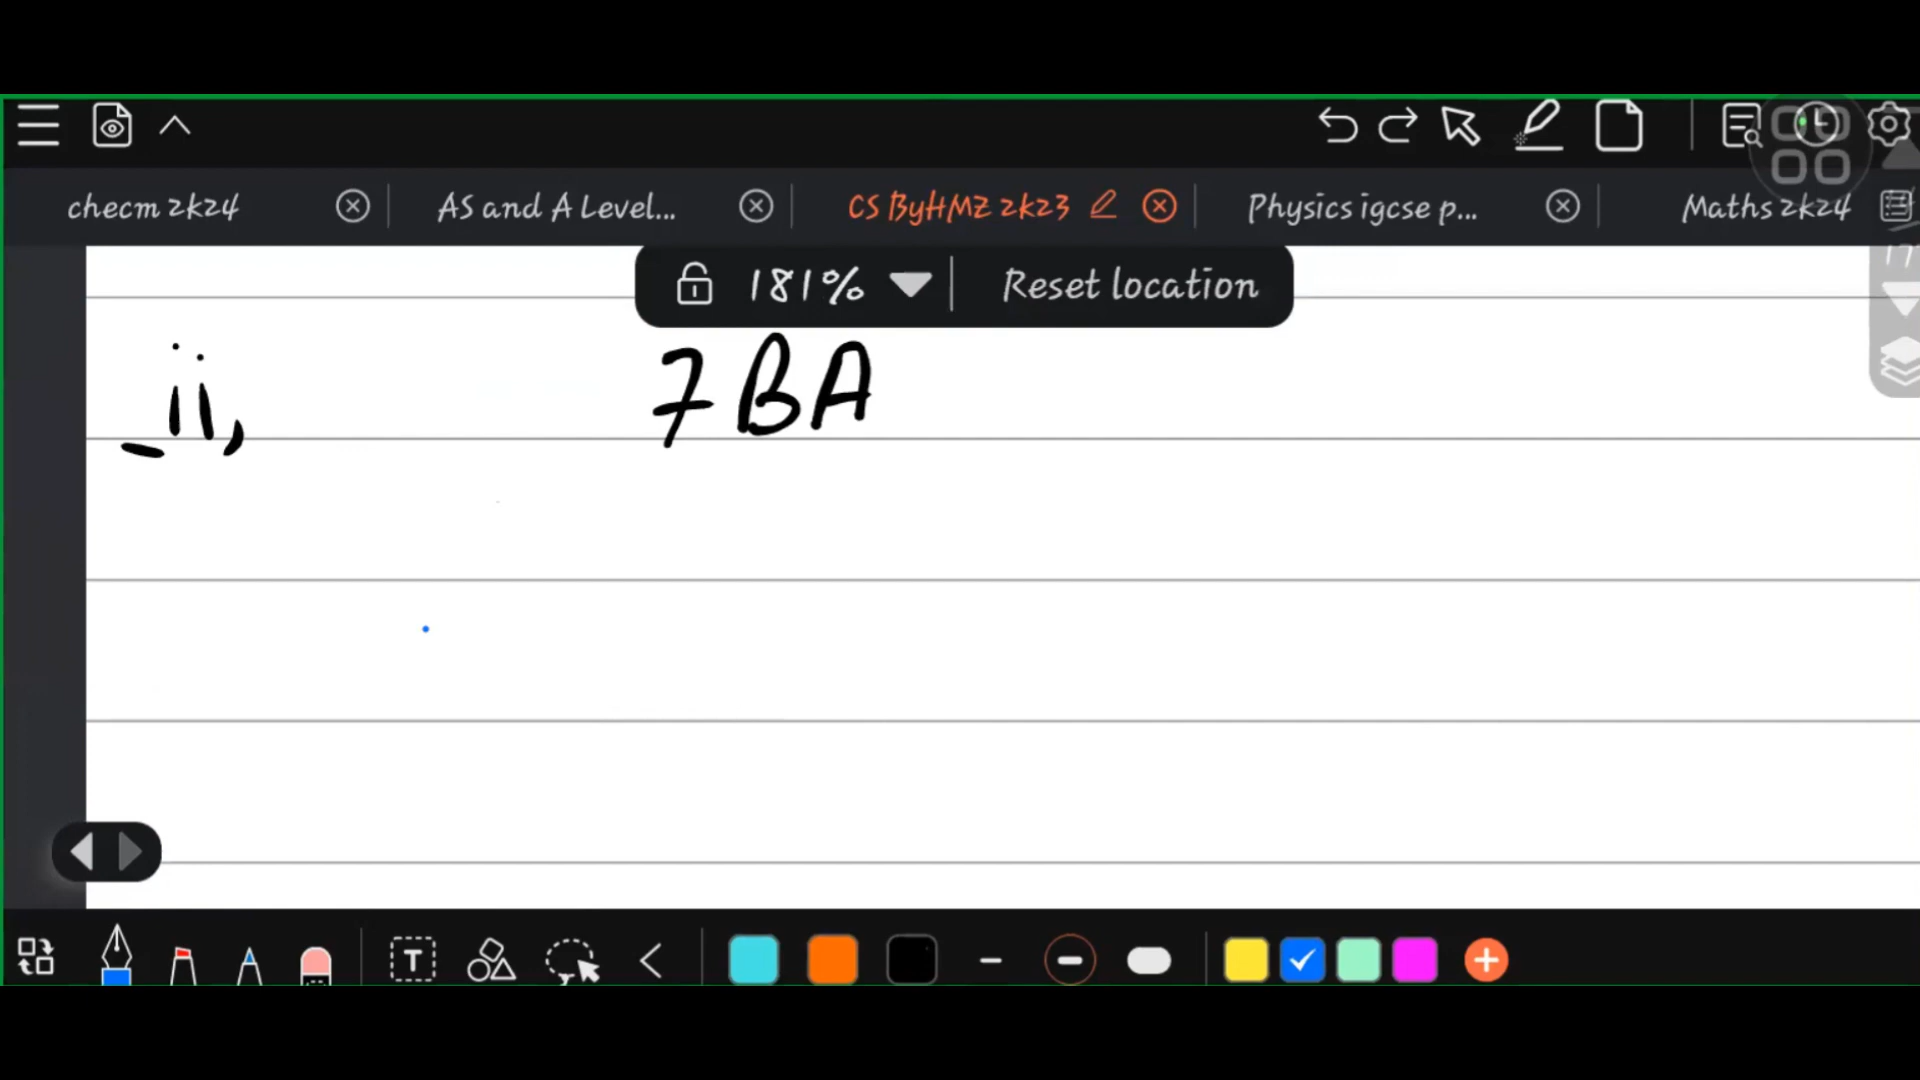 checm 2k24 AS and A Level... CS ByHMZ 2k23 Physics igcse p... Maths 2k24
181% Reset location
ii, 7BA
T